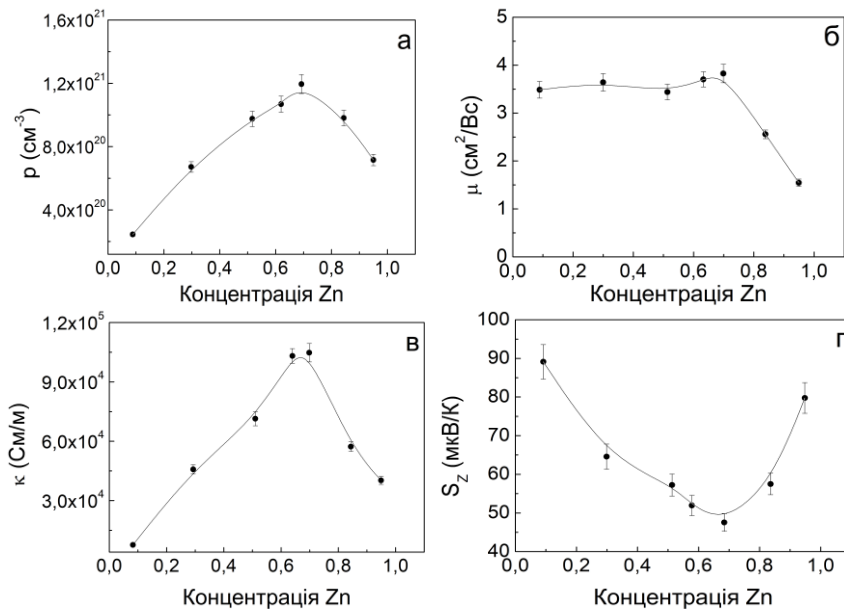 1,6x10²¹
1,2x10²¹
8,0x10²⁰
4,0x10²⁰
p (см⁻³)
0,0 0,2 0,4 0,6 0,8 1,0
Концентрація Zn
а
5
4
3
2
1
μ (см²/Вс)
0,0 0,2 0,4 0,6 0,8 1,0
Концентрація Zn
б
1,2x10⁵
9,0x10⁴
6,0x10⁴
3,0x10⁴
κ (См/м)
0,0 0,2 0,4 0,6 0,8 1,0
Концентрація Zn
в
100
90
80
70
60
50
40
S_Z (мкВ/К)
0,0 0,2 0,4 0,6 0,8 1,0
Концентрація Zn
г